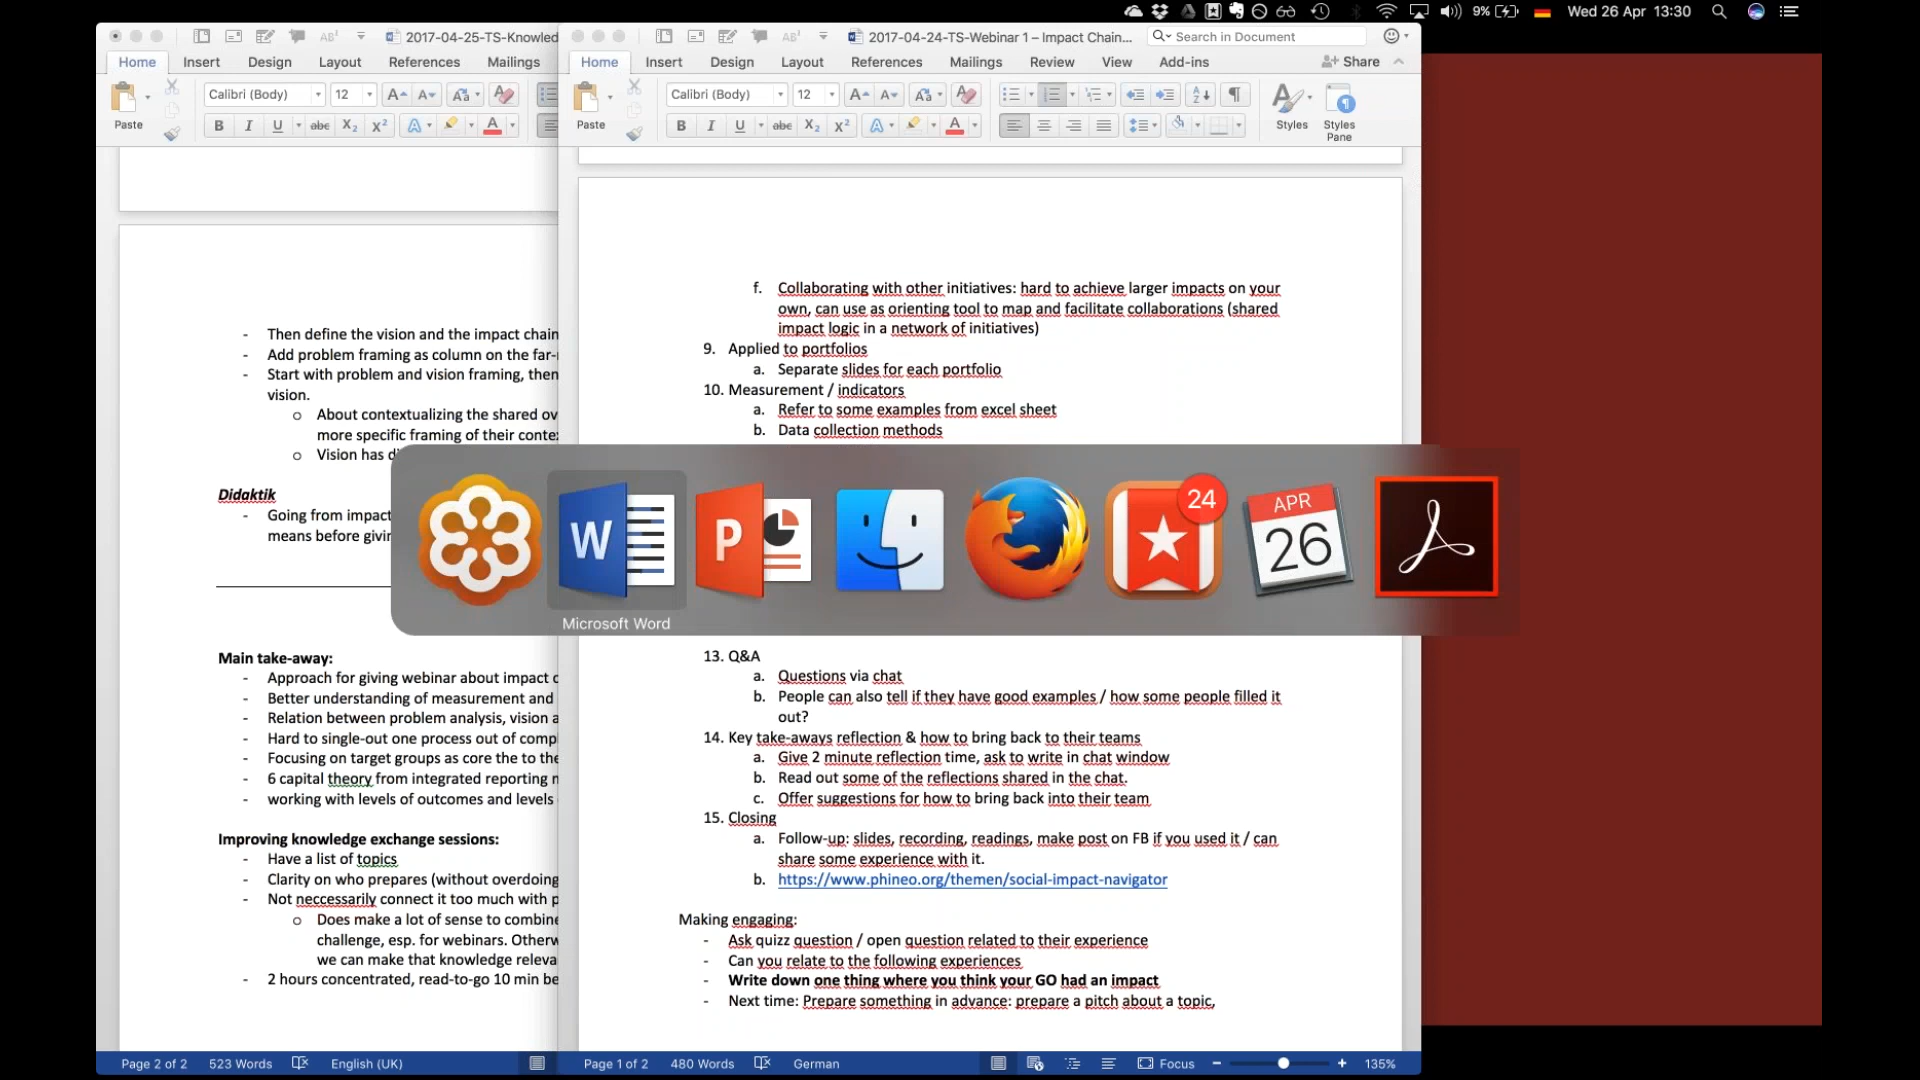 9% Wed 26 Apr 13:30
2017-04-25-TS-Knowled
2017-04-24-TS-Webinar 1 – Impact Chain...
Search in Document
Home Insert Design Layout References Mailings
Home Insert Design Layout References Mailings Review View Add-ins Share
Calibri (Body) 12
Paste
Calibri (Body) 12
Paste
Styles
Styles Pane
- Then define the vision and the impact chain
- Add problem framing as column on the far-
- Start with problem and vision framing, then
vision.
o About contextualizing the shared ov
more specific framing of their conte
o Vision has di
Didaktik
- Going from impact
means before givin
Main take-away:
- Approach for giving webinar about impact c
- Better understanding of measurement and
- Relation between problem analysis, vision a
- Hard to single-out one process out of comp
- Focusing on target groups as core the to the
- 6 capital theory from integrated reporting
- working with levels of outcomes and levels
Improving knowledge exchange sessions:
- Have a list of topics
- Clarity on who prepares (without overdoing
- Not neccessarily connect it too much with p
o Does make a lot of sense to combine
challenge, esp. for webinars. Otherw
we can make that knowledge releva
- 2 hours concentrated, read-to-go 10 min be
f. Collaborating with other initiatives: hard to achieve larger impacts on your
own, can use as orienting tool to map and facilitate collaborations (shared
impact logic in a network of initiatives)
9. Applied to portfolios
a. Separate slides for each portfolio
10. Measurement / indicators
a. Refer to some examples from excel sheet
b. Data collection methods
W
P
24
APR
26
Microsoft Word
13. Q&A
a. Questions via chat
b. People can also tell if they have good examples / how some people filled it
out?
14. Key take-aways reflection & how to bring back to their teams
a. Give 2 minute reflection time, ask to write in chat window
b. Read out some of the reflections shared in the chat.
c. Offer suggestions for how to bring back into their team
15. Closing
a. Follow-up: slides, recording, readings, make post on FB if you used it / can
share some experience with it.
b. https://www.phineo.org/themen/social-impact-navigator
Making engaging:
- Ask quizz question / open question related to their experience
- Can you relate to the following experiences
- Write down one thing where you think your GO had an impact
- Next time: Prepare something in advance: prepare a pitch about a topic,
Page 2 of 2 523 Words English (UK)
Page 1 of 2 480 Words German Focus 135%